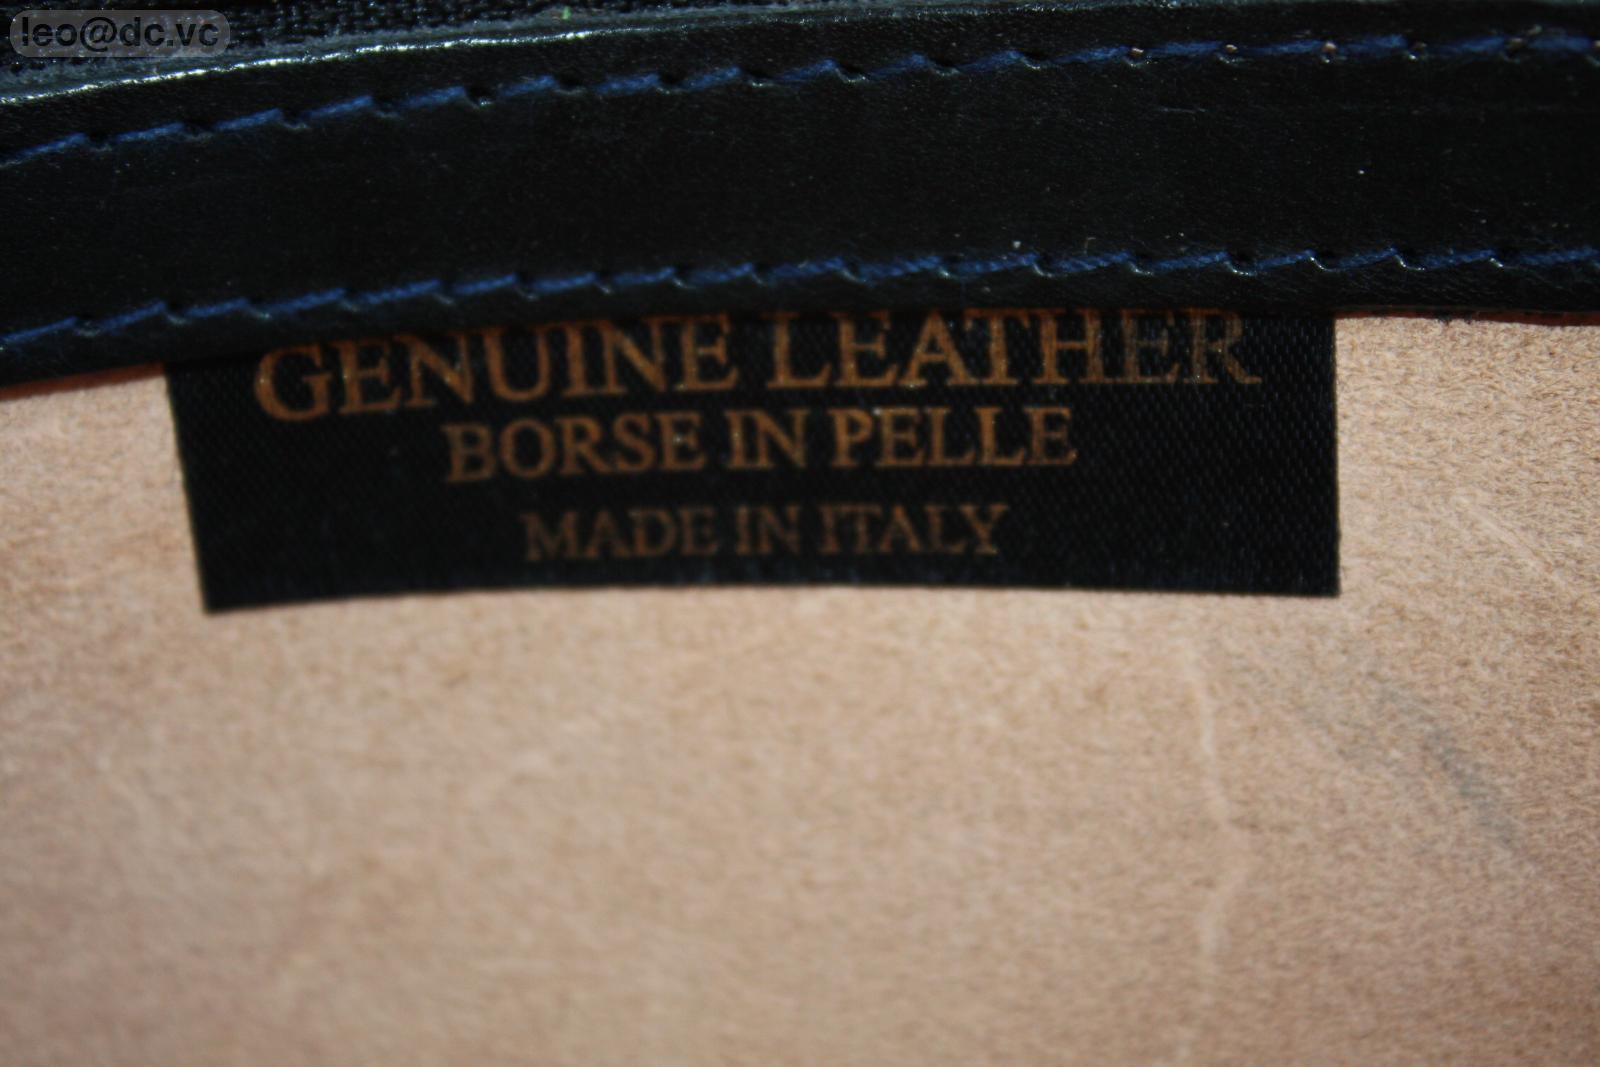 leo@dc.vc
GENUINE LEATHER
BORSE IN PELLE
MADE IN ITALY